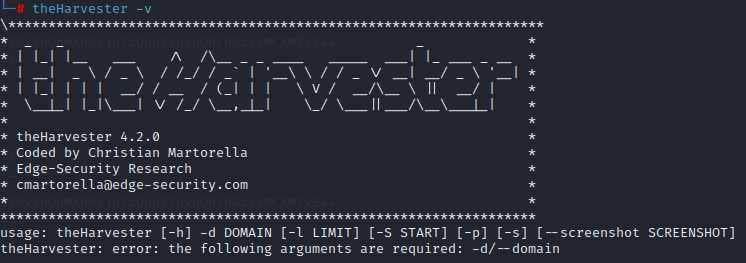 └─# theHarvester -v
theHarvester
* theHarvester 4.2.0 *
* Coded by Christian Martorella *
* Edge-Security Research *
* cmartorella@edge-security.com *
usage: theHarvester [-h] -d DOMAIN [-l LIMIT] [-S START] [-p] [-s] [--screenshot SCREENSHOT]
theHarvester: error: the following arguments are required: -d/--domain